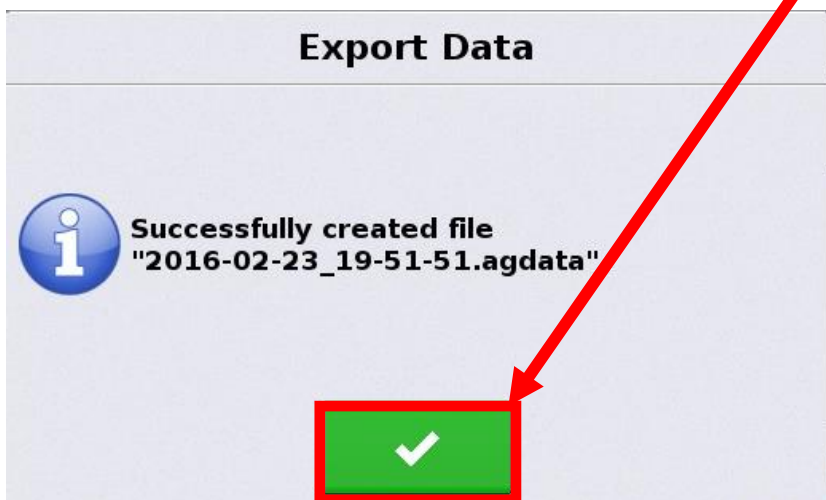 Export Data
Successfully created file
"2016-02-23_19-51-51.agdata"